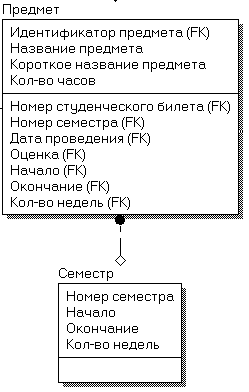 Предмет
Идентификатор предмета (FK)
Название предмета
Короткое название предмета
Кол-во часов
Номер студенческого билета (FK)
Номер семестра (FK)
Дата проведения (FK)
Оценка (FK)
Начало (FK)
Окончание (FK)
Кол-во недель (FK)
Семестр
Номер семестра
Начало
Окончание
Кол-во недель